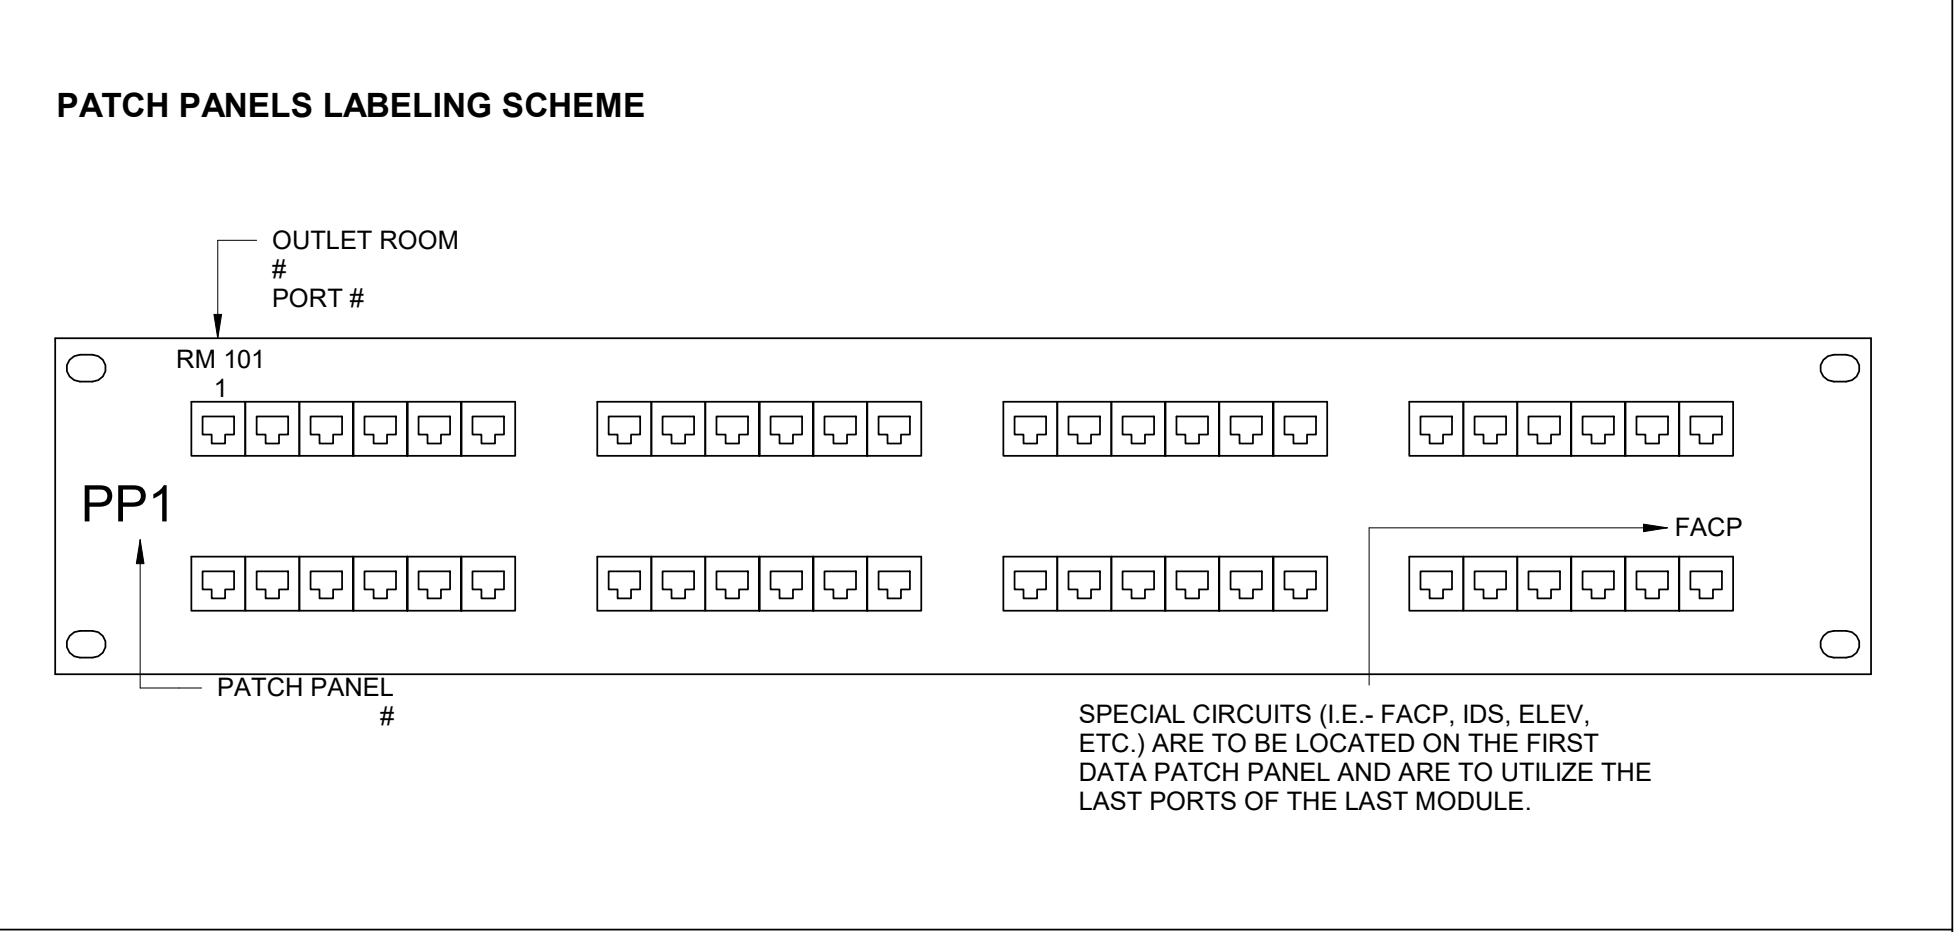 PATCH PANELS LABELING SCHEME
OUTLET ROOM
#
PORT #
RM 101
1
PP1
FACP
PATCH PANEL
#
SPECIAL CIRCUITS (I.E.- FACP, IDS, ELEV,
ETC.) ARE TO BE LOCATED ON THE FIRST
DATA PATCH PANEL AND ARE TO UTILIZE THE
LAST PORTS OF THE LAST MODULE.